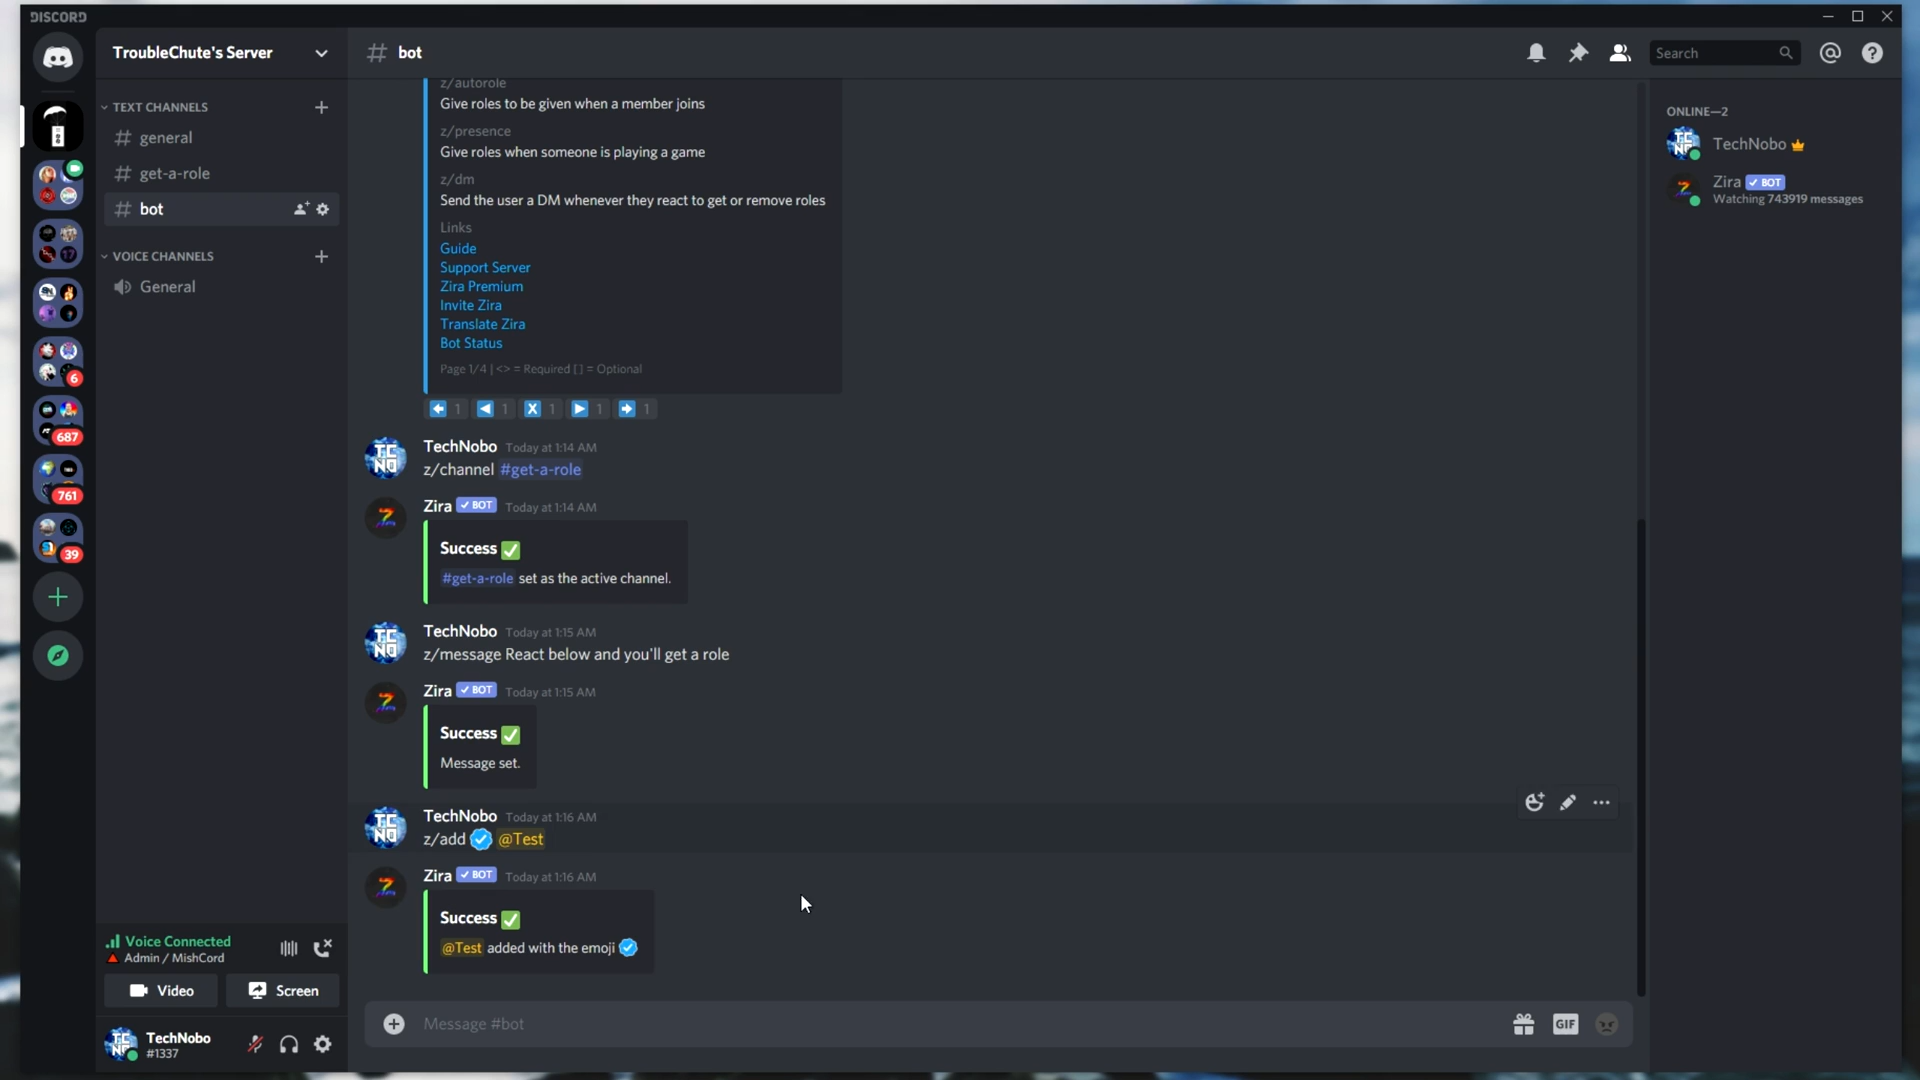 DISCORD
TroubleChute's Server
# bot
Search
TEXT CHANNELS
# general
# get-a-role
# bot
VOICE CHANNELS
General
6
687
761
39
z/autorole
Give roles to be given when a member joins
z/presence
Give roles when someone is playing a game
z/dm
Send the user a DM whenever they react to get or remove roles
Links
Guide
Support Server
Zira Premium
Invite Zira
Translate Zira
Bot Status
Page 1/4 | <> = Required [ ] = Optional
1 1 X 1 1 1
TechNobo Today at 1:14 AM
z/channel #get-a-role
Zira ✓ BOT Today at 1:14 AM
Success ✅
#get-a-role set as the active channel.
TechNobo Today at 1:15 AM
z/message React below and you'll get a role
Zira ✓ BOT Today at 1:15 AM
Success ✅
Message set.
TechNobo Today at 1:16 AM
z/add @Test
Zira ✓ BOT Today at 1:16 AM
Success ✅
@Test added with the emoji
Message #bot
GIF
ONLINE—2
TechNobo
Zira ✓ BOT
Watching 743919 messages
Voice Connected
Admin / MishCord
Video
Screen
TechNobo
#1337